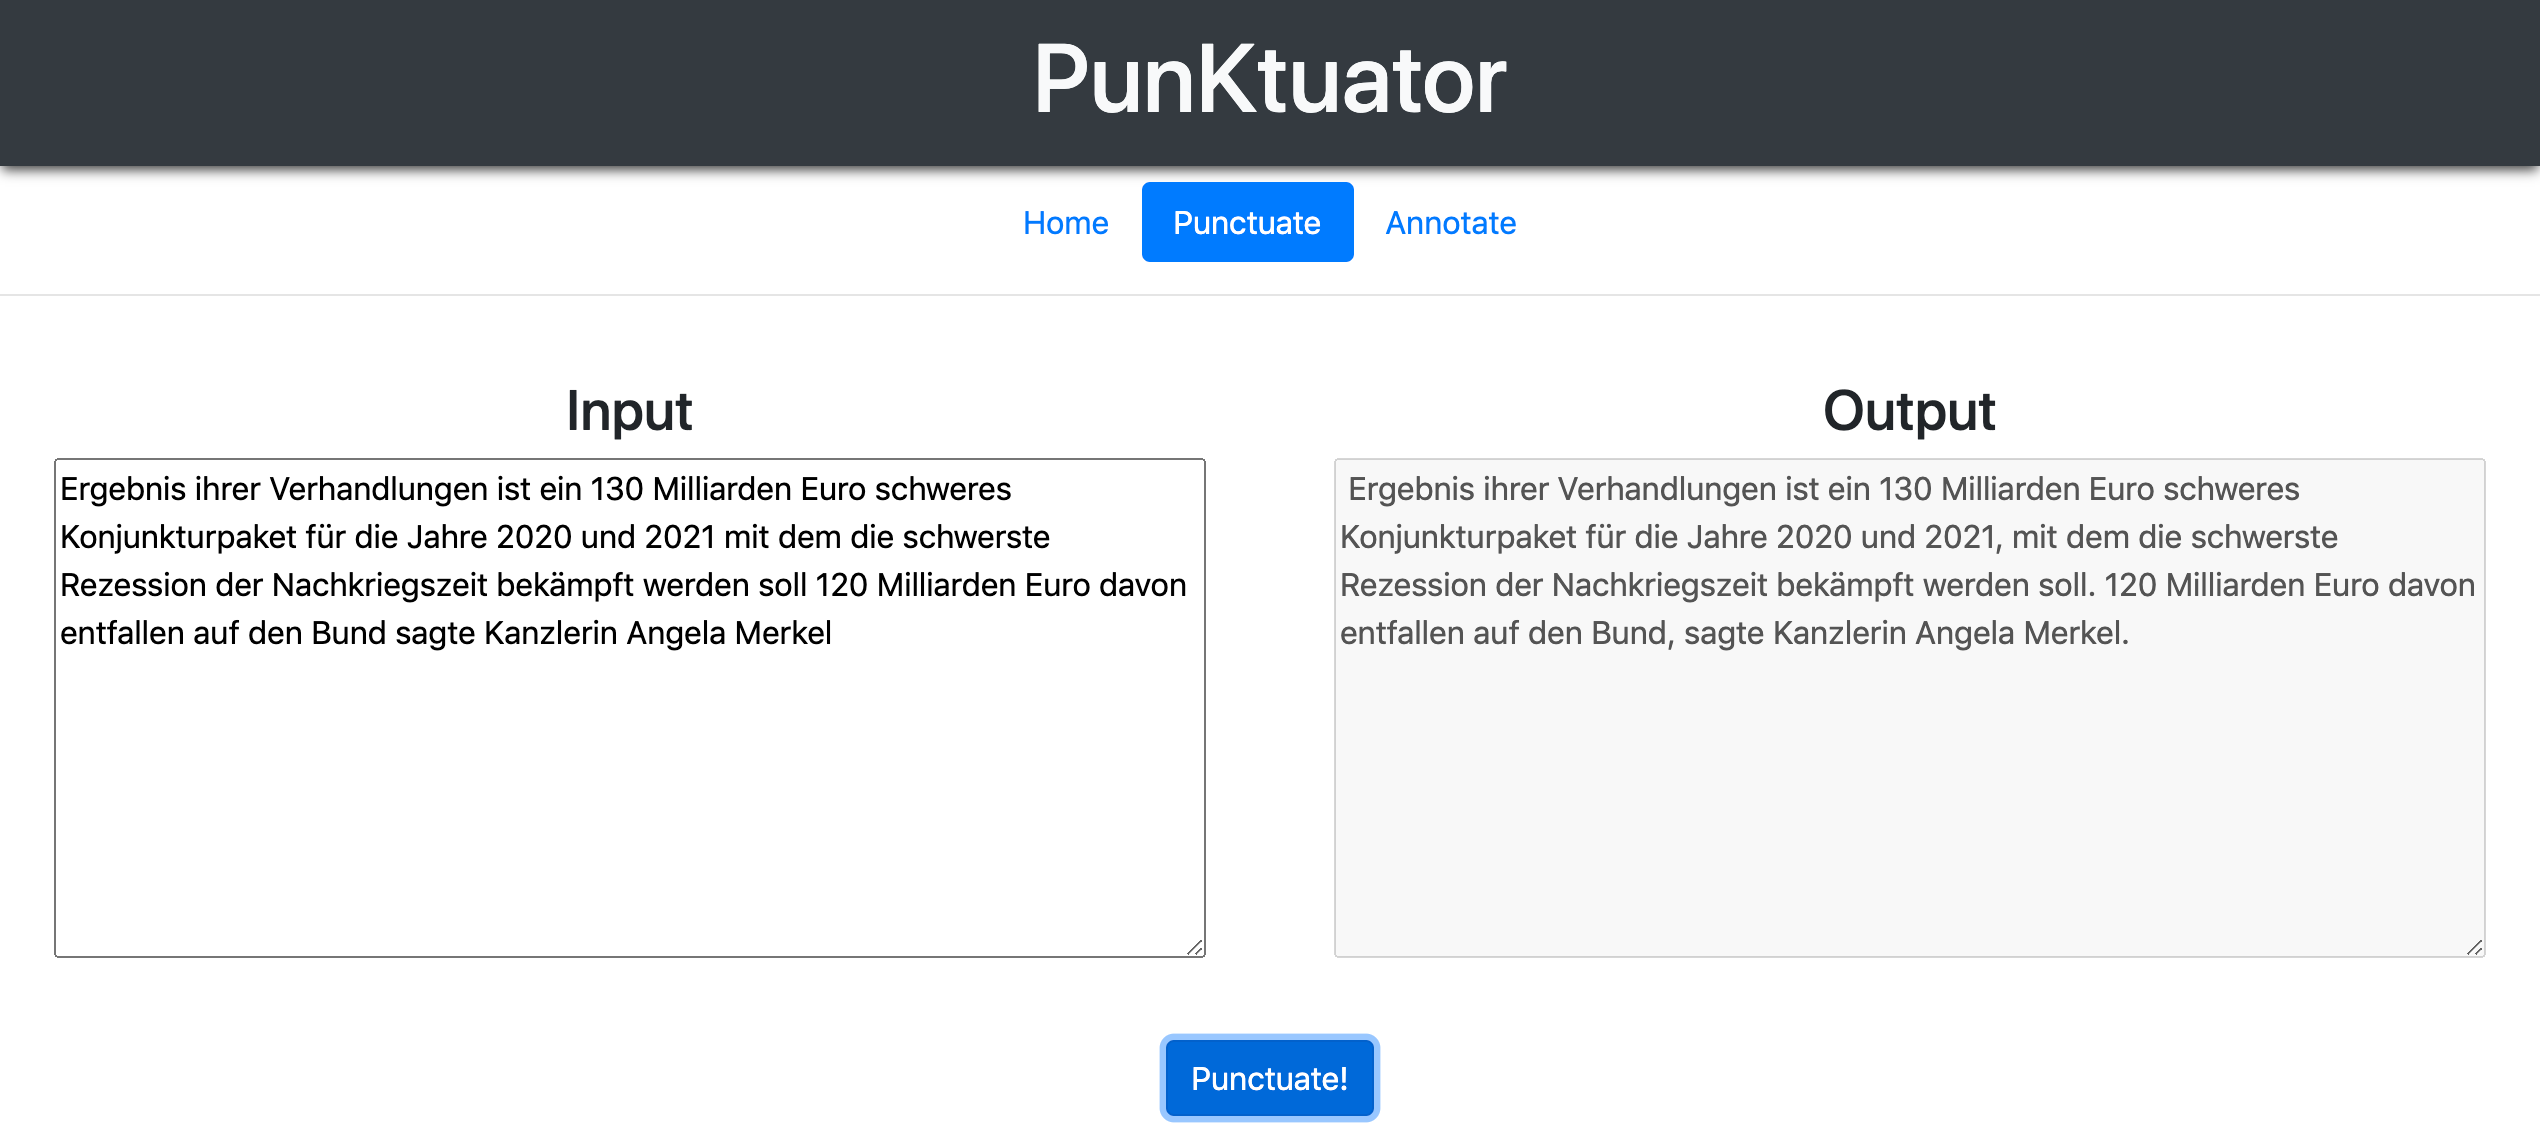 PunKtuator
Home Punctuate Annotate
Input
Ergebnis ihrer Verhandlungen ist ein 130 Milliarden Euro schweres
Konjunkturpaket für die Jahre 2020 und 2021 mit dem die schwerste
Rezession der Nachkriegszeit bekämpft werden soll 120 Milliarden Euro davon
entfallen auf den Bund sagte Kanzlerin Angela Merkel
Output
Ergebnis ihrer Verhandlungen ist ein 130 Milliarden Euro schweres
Konjunkturpaket für die Jahre 2020 und 2021, mit dem die schwerste
Rezession der Nachkriegszeit bekämpft werden soll. 120 Milliarden Euro davon
entfallen auf den Bund, sagte Kanzlerin Angela Merkel.
Punctuate!